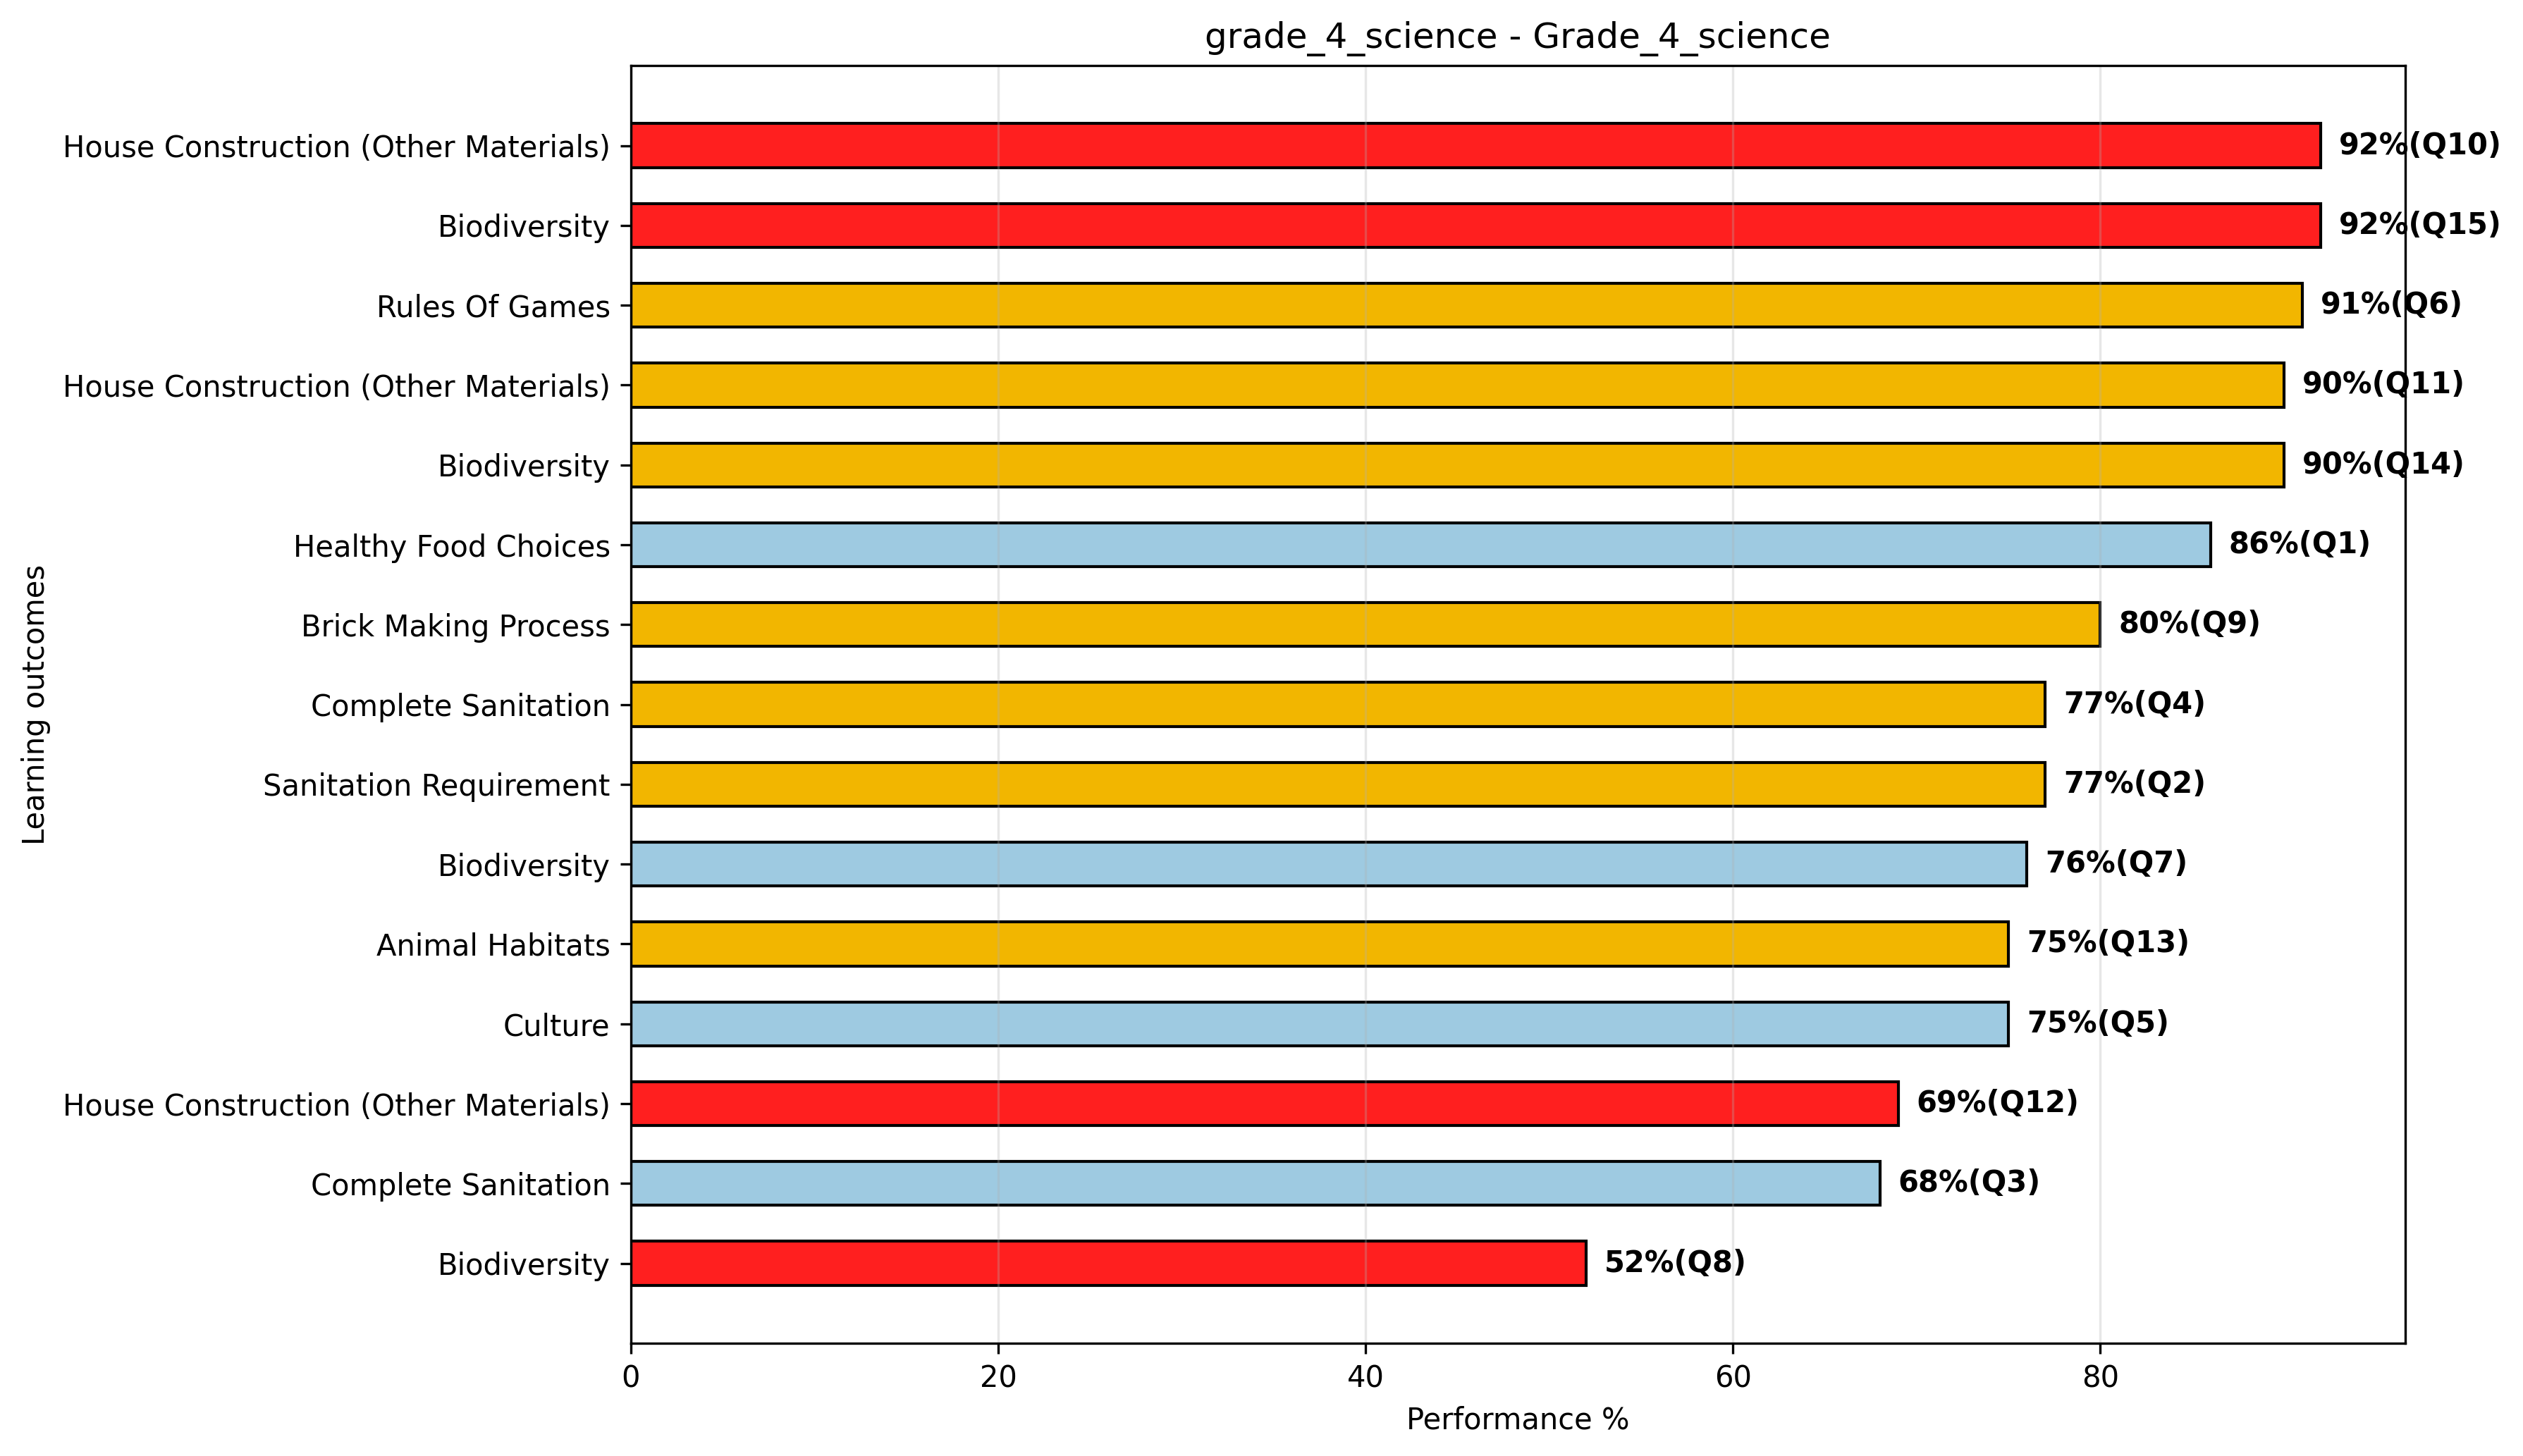 grade_4_science - Grade_4_science
House Construction (Other Materials) 92%(Q10)
Biodiversity 92%(Q15)
Rules Of Games 91%(Q6)
House Construction (Other Materials) 90%(Q11)
Biodiversity 90%(Q14)
Healthy Food Choices 86%(Q1)
Brick Making Process 80%(Q9)
Complete Sanitation 77%(Q4)
Sanitation Requirement 77%(Q2)
Biodiversity 76%(Q7)
Animal Habitats 75%(Q13)
Culture 75%(Q5)
House Construction (Other Materials) 69%(Q12)
Complete Sanitation 68%(Q3)
Biodiversity 52%(Q8)
Learning outcomes
0 20 40 60 80
Performance %